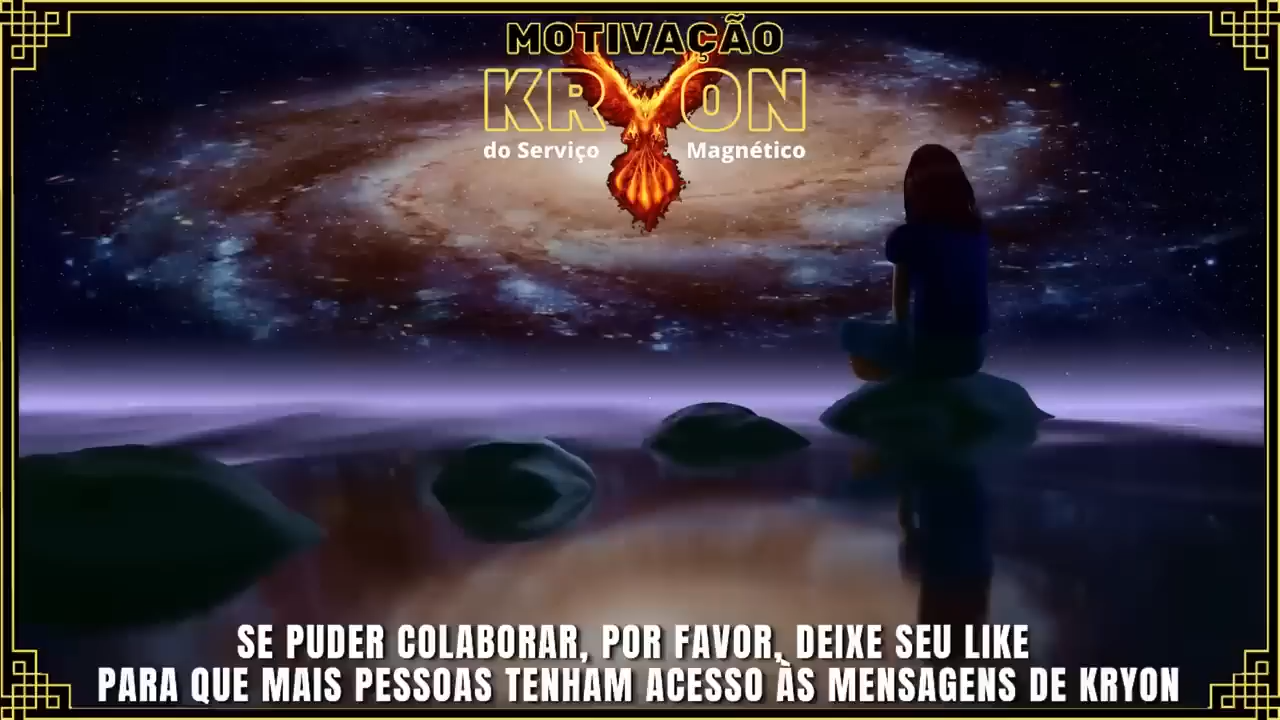 MOTIVAÇÃO
KRYON
do Serviço Magnético
SE PUDER COLABORAR, POR FAVOR, DEIXE SEU LIKE
PARA QUE MAIS PESSOAS TENHAM ACESSO ÀS MENSAGENS DE KRYON